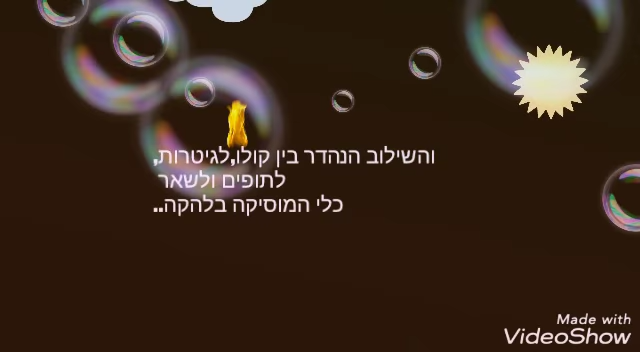 והשילוב הנהדר בין קולו,לגיטרות,
לתופים ולשאר
כלי המוסיקה בלהקה..
Made with
VideoShow